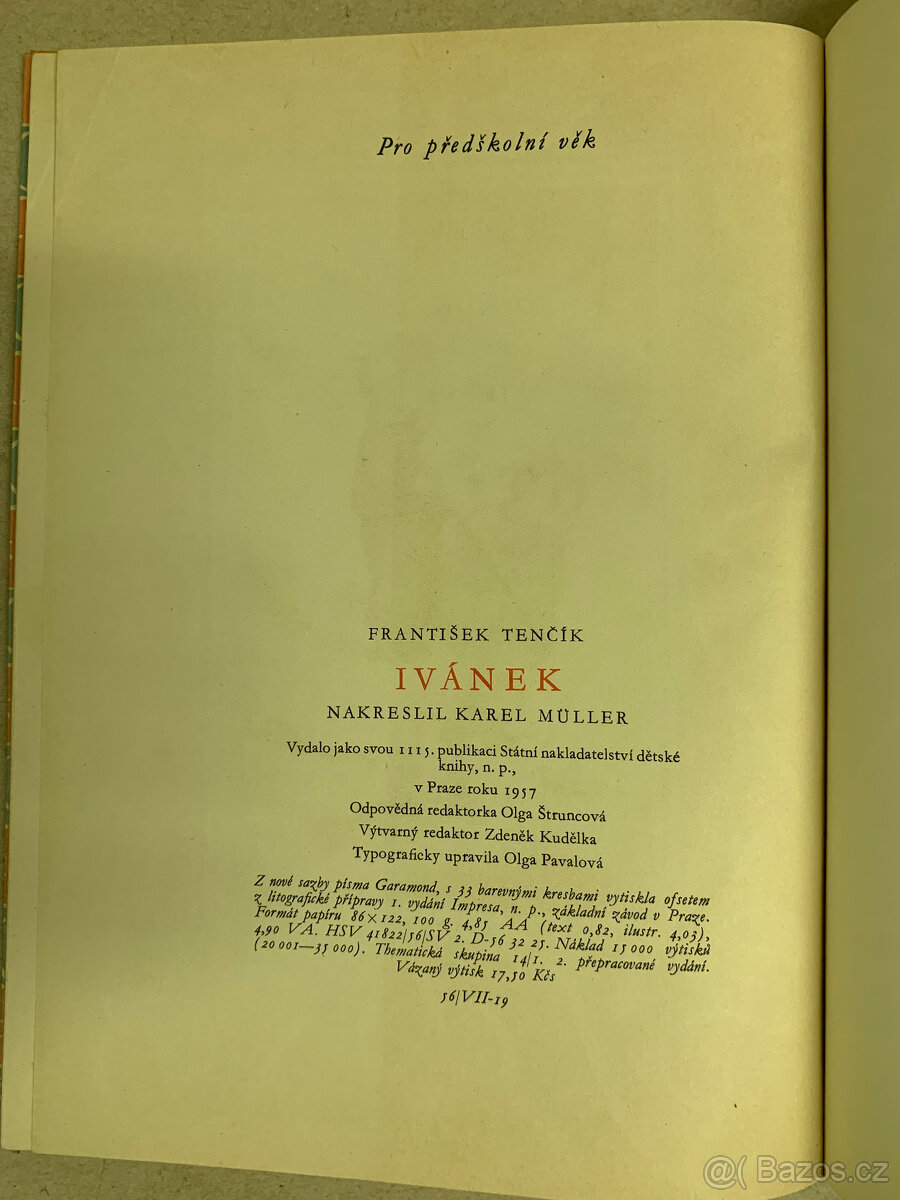 Pro předškolní věk
FRANTIŠEK TENČÍK
IVÁNEK
NAKRESLIL KAREL MÜLLER
Vydalo jako svou 1115. publikaci Státní nakladatelství dětské
knihy, n. p.,
v Praze roku 1957
Odpovědná redaktorka Olga Štruncová
Výtvarný redaktor Zdeněk Kudělka
Typograficky upravila Olga Pavalová
Z nové sazby písma Garamond, s 33 barevnými kresbami vytiskla ofsetem
z litografické přípravy 1. vydání Impresa, n. p., základní závod v Praze.
Formát papíru 86×122, 100 g. 4,85 AA (text 0,82, ilustr. 4,03),
4,90 VA. HSV 41822/56/SV 2. D-56 32 25. Náklad 15 000 výtisků
(20 001—35 000). Thematická skupina 14/1. 2. přepracované vydání.
Vázaný výtisk 17,50 Kčs
56/VII-19
@( Bazos.cz